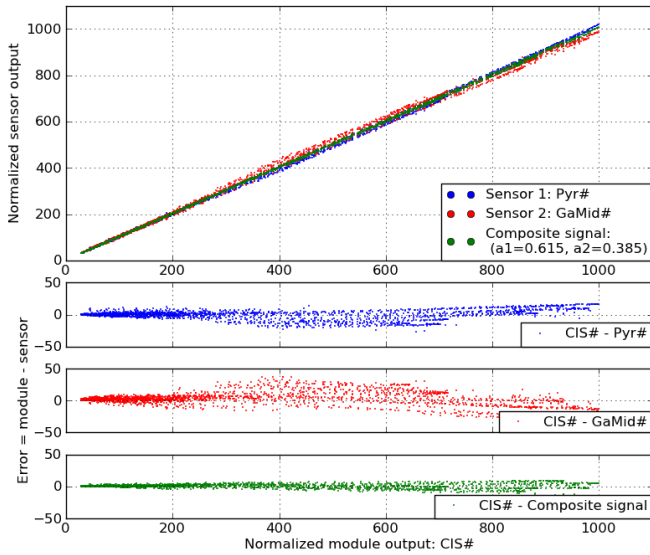 1000
800
600
400
200
0
Normalized sensor output
Sensor 1: Pyr#
Sensor 2: GaMid#
Composite signal:
(a1=0.615, a2=0.385)
0 200 400 600 800 1000
50
0
−50
CIS# - Pyr#
50
0
−50
CIS# - GaMid#
50
0
−50
CIS# - Composite signal
Error = module - sensor
0 200 400 600 800 1000
Normalized module output: CIS#